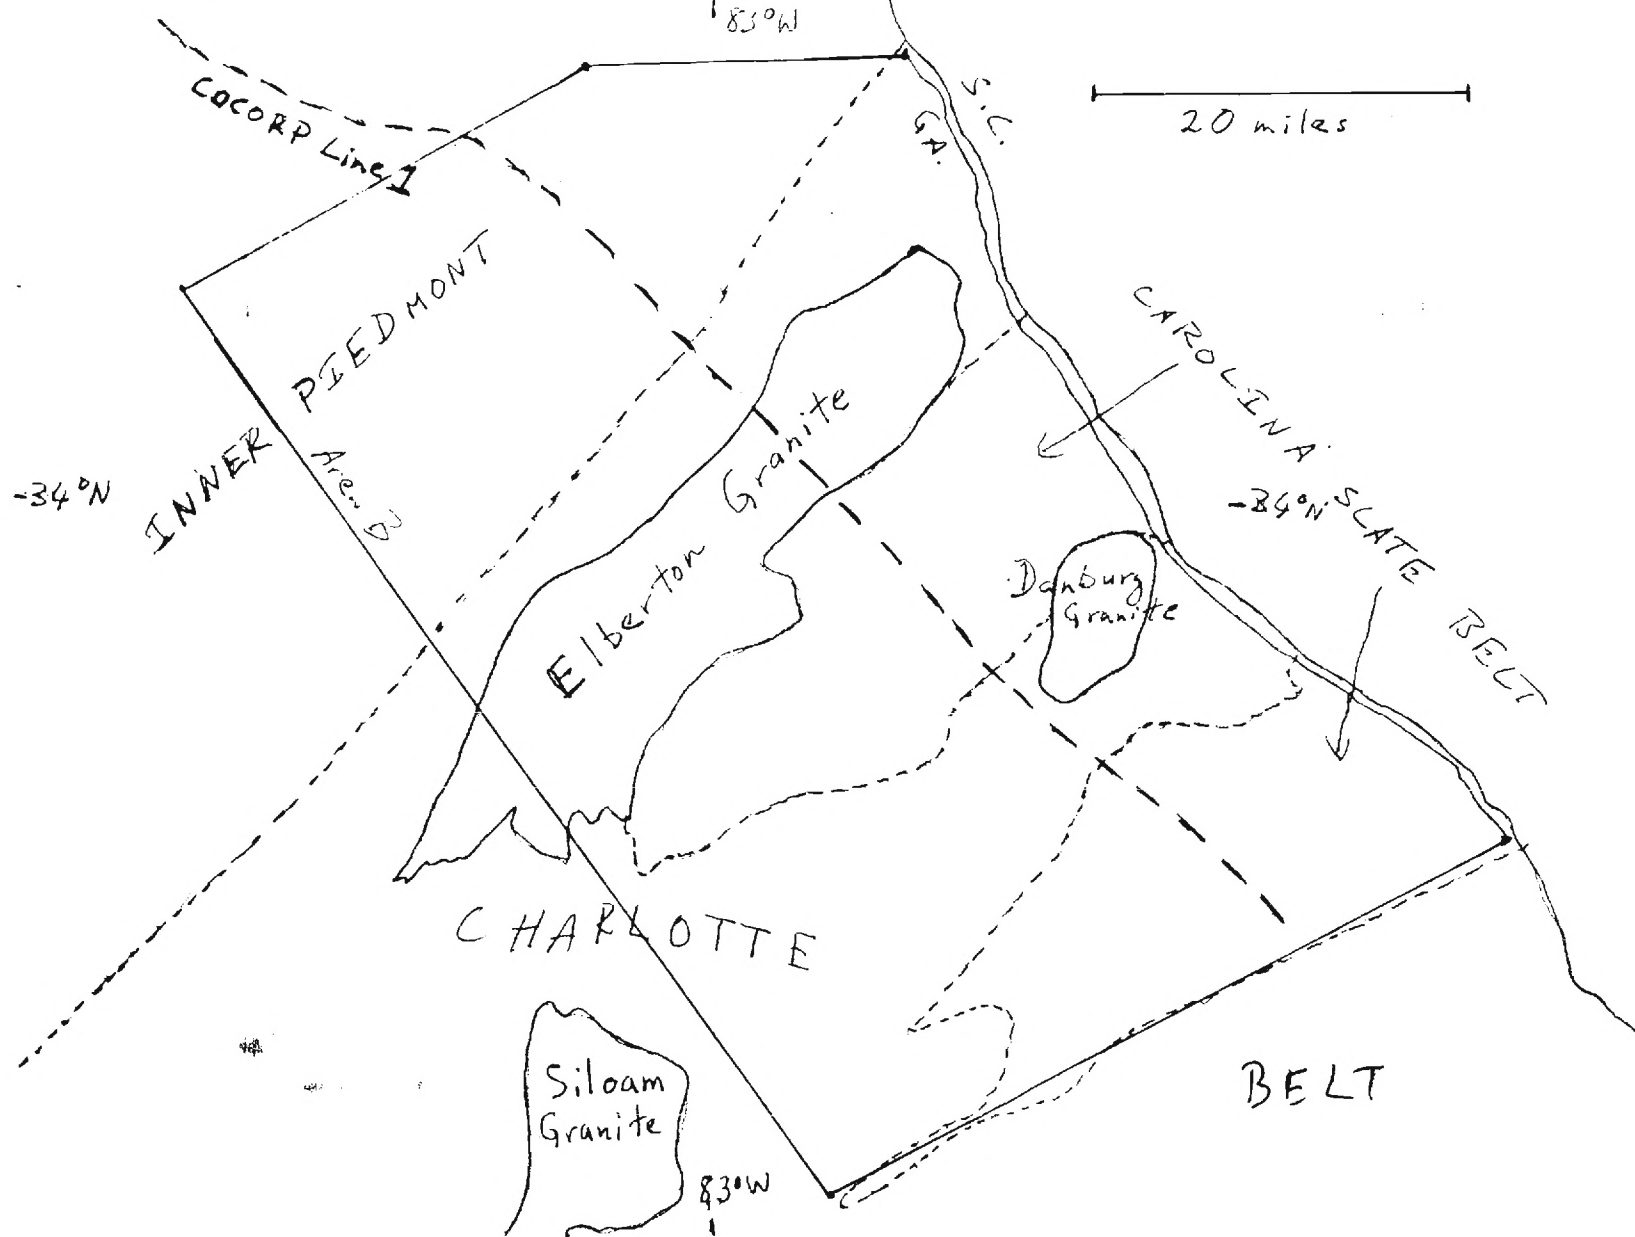 83°W
COCORP Line 1
S.C.
GA.
20 miles
INNER PIEDMONT
CAROLINA SLATE BELT
Area B
Elberton Granite
-34°N
-34°N
Danburg
Granite
CHARLOTTE BELT
Siloam
Granite
83°W